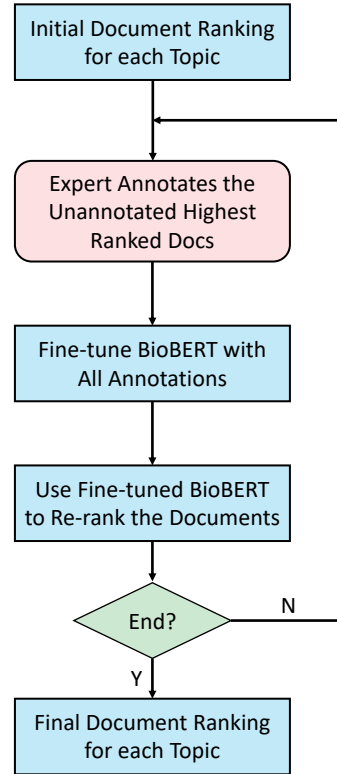 Initial Document Ranking
for each Topic
Expert Annotates the
Unannotated Highest
Ranked Docs
Fine-tune BioBERT with
All Annotations
Use Fine-tuned BioBERT
to Re-rank the Documents
End?
N
Y
Final Document Ranking
for each Topic